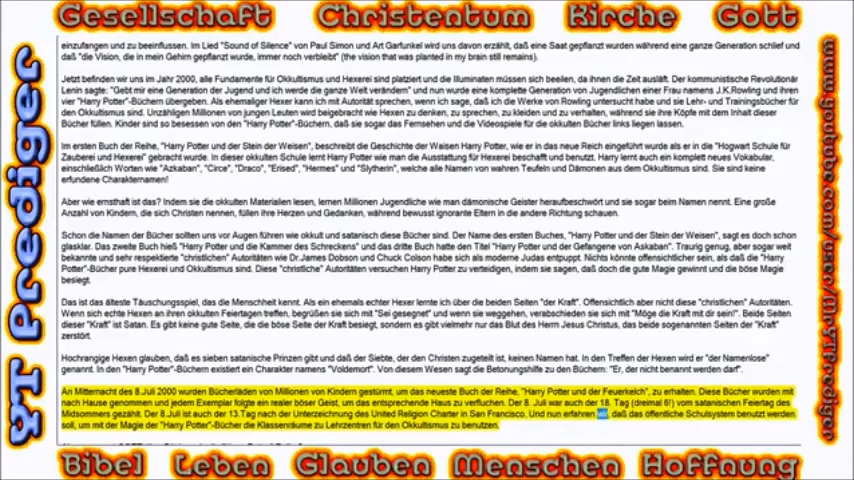 Gesellschaft Christentum Kirche Gott
YT Prediger
einzufangen und zu beeinflussen. Im Lied "Sound of Silence" von Paul Simon und Art Garfunkel wird uns davon erzählt, daß eine Saat gepflanzt wurden während eine ganze Generation schlief und
daß "die Vision, die in mein Gehirn gepflanzt wurde, immer noch verbleibt" (the vision that was planted in my brain still remains).
Jetzt befinden wir uns im Jahr 2000, alle Fundamente für Okkultismus und Hexerei sind platziert und die Illuminaten müssen sich beeilen, da ihnen die Zeit ausläuft. Der kommunistische Revolutionär
Lenin sagte: "Gebt mir eine Generation der Jugend und ich werde die ganze Welt verändern" und nun wurde eine komplette Generation von Jugendlichen einer Frau namens J.K.Rowling und ihren
vier "Harry Potter"-Büchern übergeben. Als ehemaliger Hexer kann ich mit Autorität sprechen, wenn ich sage, daß ich die Werke von Rowling untersucht habe und sie Lehr- und Trainingsbücher für
den Okkultismus sind. Unzähligen Millionen von jungen Leuten wird beigebracht wie Hexen zu denken, zu sprechen, zu kleiden und zu verhalten, während sie ihre Köpfe mit dem Inhalt dieser
Bücher füllen. Kinder sind so besessen von den "Harry Potter"-Büchern, daß sie sogar das Fernsehen und die Videospiele für die okkulten Bücher links liegen lassen.
Im ersten Buch der Reihe, "Harry Potter und der Stein der Weisen", beschreibt die Geschichte der Waisen Harry Potter, wie er in das neue Reich eingeführt wurde als er in die "Hogwart Schule für
Zauberei und Hexerei" gebracht wurde. In dieser okkulten Schule lernt Harry Potter wie man die Ausstattung für Hexerei beschafft und benutzt. Harry lernt auch ein komplett neues Vokabular,
einschließlich Worten wie "Azkaban", "Circe", "Draco", "Erised", "Hermes" und "Slytherin", welche alle Namen von wahren Teufeln und Dämonen aus dem Okkultismus sind. Sie sind keine
erfundene Charakternamen!
Aber wie ernsthaft ist das? Indem sie die okkulten Materialien lesen, lernen Millionen Jugendliche wie man dämonische Geister heraufbeschwört und sie sogar beim Namen nennt. Eine große
Anzahl von Kindern, die sich Christen nennen, füllen ihre Herzen und Gedanken, während bewusst ignorante Eltern in die andere Richtung schauen.
Schon die Namen der Bücher sollten uns vor Augen führen wie okkult und satanisch diese Bücher sind. Der Name des ersten Buches, "Harry Potter und der Stein der Weisen", sagt es doch schon
glasklar. Das zweite Buch hieß "Harry Potter und die Kammer des Schreckens" und das dritte Buch hatte den Titel "Harry Potter und der Gefangene von Askaban". Traurig genug, aber sogar weit
bekannte und sehr respektierte "christlichen" Autoritäten wie Dr.James Dobson und Chuck Colson habe sich als moderne Judas entpuppt. Nichts könnte offensichtlicher sein, als daß die "Harry
Potter"-Bücher pure Hexerei und Okkultismus sind. Diese "christliche" Autoritäten versuchen Harry Potter zu verteidigen, indem sie sagen, daß doch die gute Magie gewinnt und die böse Magie
besiegt.
Das ist das älteste Täuschungsspiel, das die Menschheit kennt. Als ein ehemals echter Hexer lernte ich über die beiden Seiten "der Kraft". Offensichtlich aber nicht diese "christlichen" Autoritäten.
Wenn sich echte Hexen an ihren okkulten Feiertagen treffen, begrüßen sie sich mit "Sei gesegnet" und wenn sie weggehen, verabschieden sie sich mit "Möge die Kraft mit dir sein!". Beide Seiten
dieser "Kraft" ist Satan. Es gibt keine gute Seite, die die böse Seite der Kraft besiegt, sondern es gibt vielmehr nur das Blut des Herrn Jesus Christus, das beide sogenannten Seiten der "Kraft"
zerstört.
Hochrangige Hexen glauben, daß es sieben satanische Prinzen gibt und daß der Siebte, der den Christen zugeteilt ist, keinen Namen hat. In den Treffen der Hexen wird er "der Namenlose"
genannt. In den "Harry Potter"-Büchern existiert ein Charakter namens "Voldemort". Von diesem Wesen sagt die Betonungshilfe zu den Büchern: "Er, der nicht benannt werden darf".
An Mitternacht des 8.Juli 2000 wurden Bücherläden von Millionen von Kindern gestürmt, um das neueste Buch der Reihe, "Harry Potter und der Feuerkelch", zu erhalten. Diese Bücher wurden mit
nach Hause genommen und jedem Exemplar folgte ein realer böser Geist, um das entsprechende Haus zu verfluchen. Der 8. Juli war auch der 18. Tag (dreimal 6!) vom satanischen Feiertag des
Midsommers gezählt. Der 8.Juli ist auch der 13.Tag nach der Unterzeichnung des United Religion Charter in San Francisco. Und nun erfahren wir, daß das öffentliche Schulsystem benutzt werden
soll, um mit der Magie der "Harry Potter"-Bücher die Klassenräume zu Lehrzentren für den Okkultismus zu benutzen.
www.youtube.com/user/MrYTPrediger
Bibel Leben Glauben Menschen Hoffnung